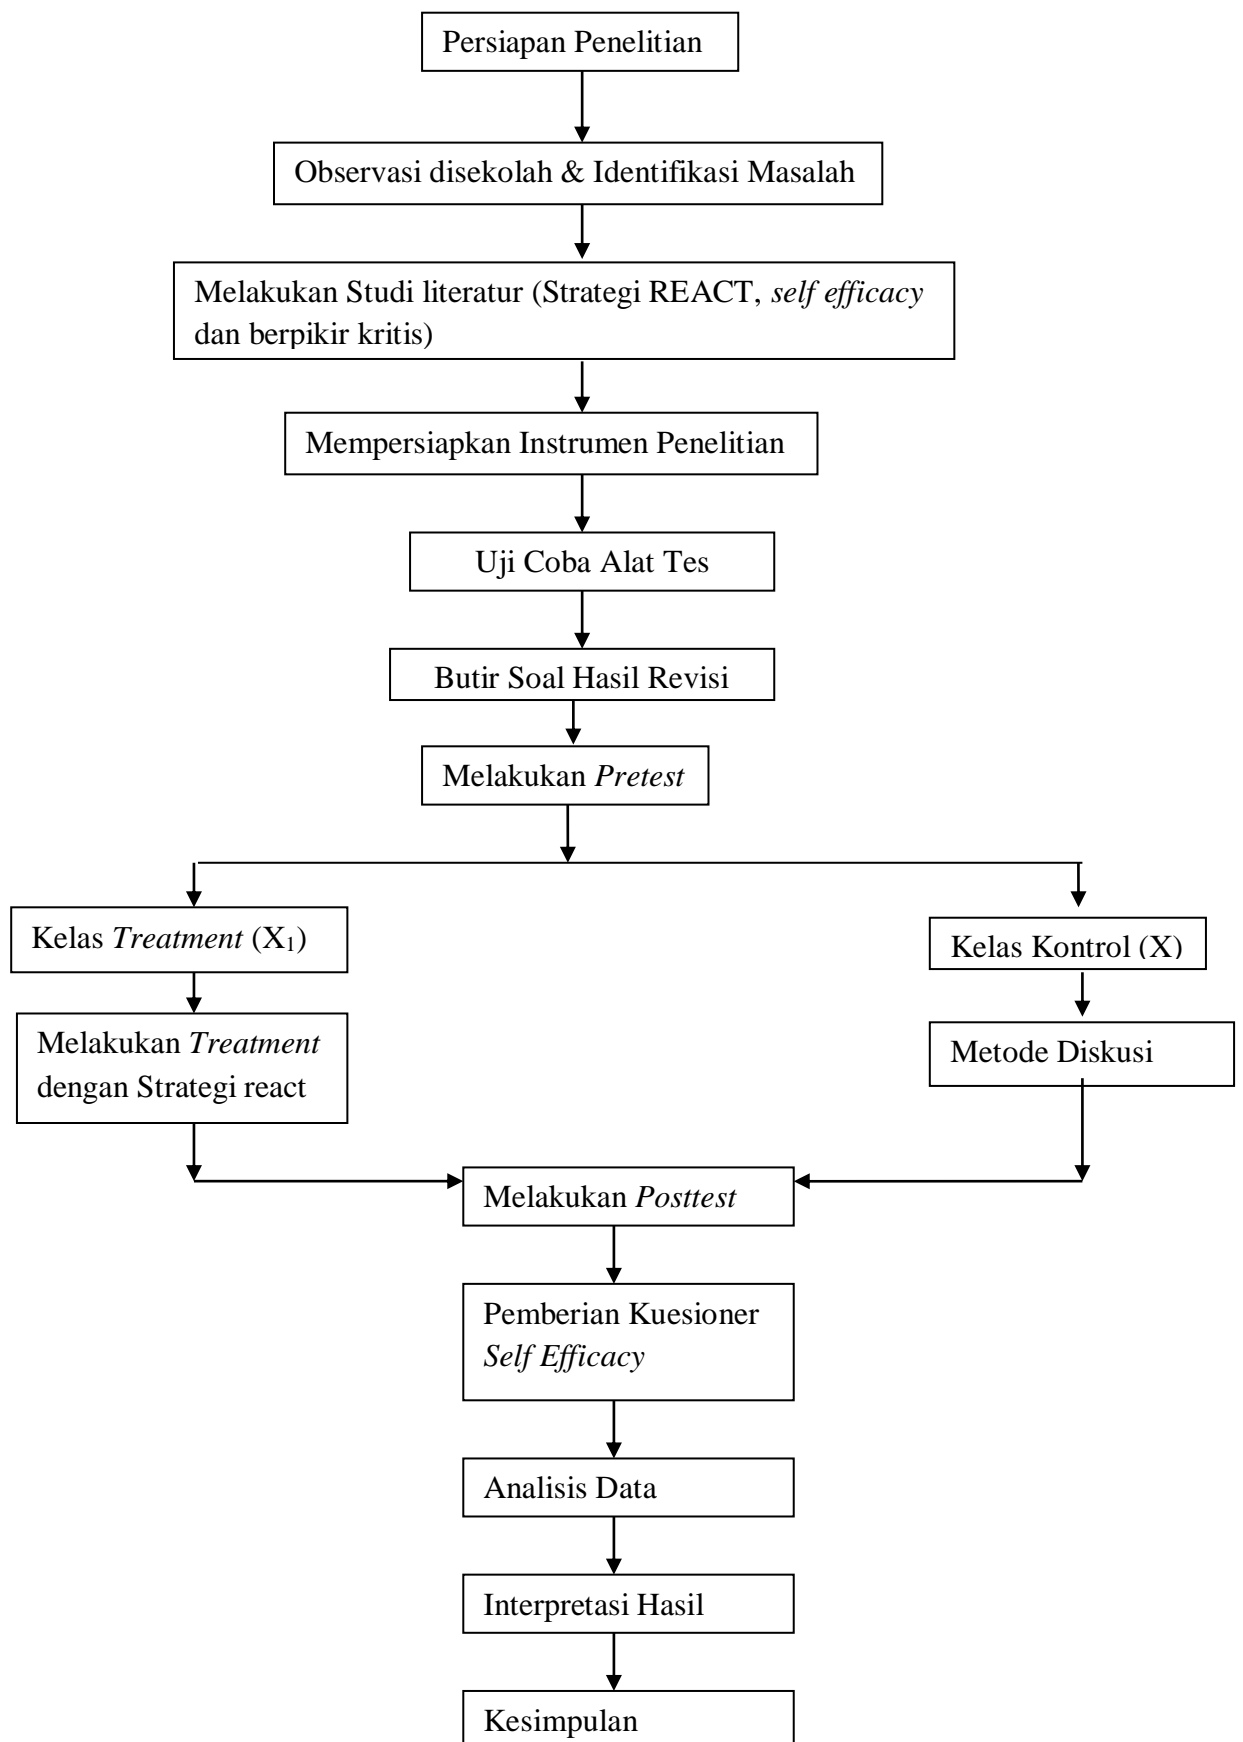 Persiapan Penelitian
Observasi disekolah & Identifikasi Masalah
Melakukan Studi literatur (Strategi REACT, self efficacy
dan berpikir kritis)
Mempersiapkan Instrumen Penelitian
Uji Coba Alat Tes
Butir Soal Hasil Revisi
Melakukan Pretest
Kelas Treatment (X₁)
Kelas Kontrol (X)
Melakukan Treatment
dengan Strategi react
Metode Diskusi
Melakukan Posttest
Pemberian Kuesioner
Self Efficacy
Analisis Data
Interpretasi Hasil
Kesimpulan